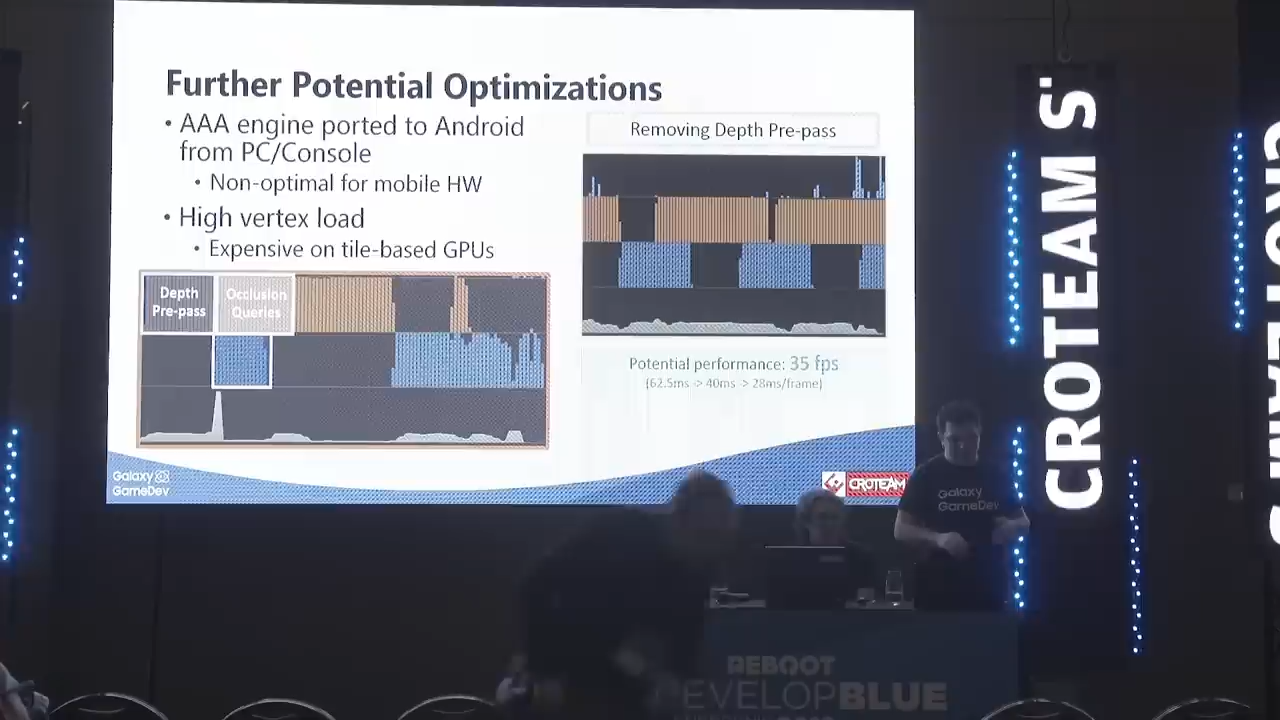 Further Potential Optimizations
• AAA engine ported to Android
from PC/Console
• Non-optimal for mobile HW
• High vertex load
• Expensive on tile-based GPUs
Depth
Pre-pass
Occlusion
Queries
Removing Depth Pre-pass
Potential performance: 35 fps
(62.5ms -> 40ms -> 28ms/frame)
Galaxy
GameDev
CROTEAM
CROTEAM S
Galaxy
GameDev
REBOOT
DEVELOPBLUE